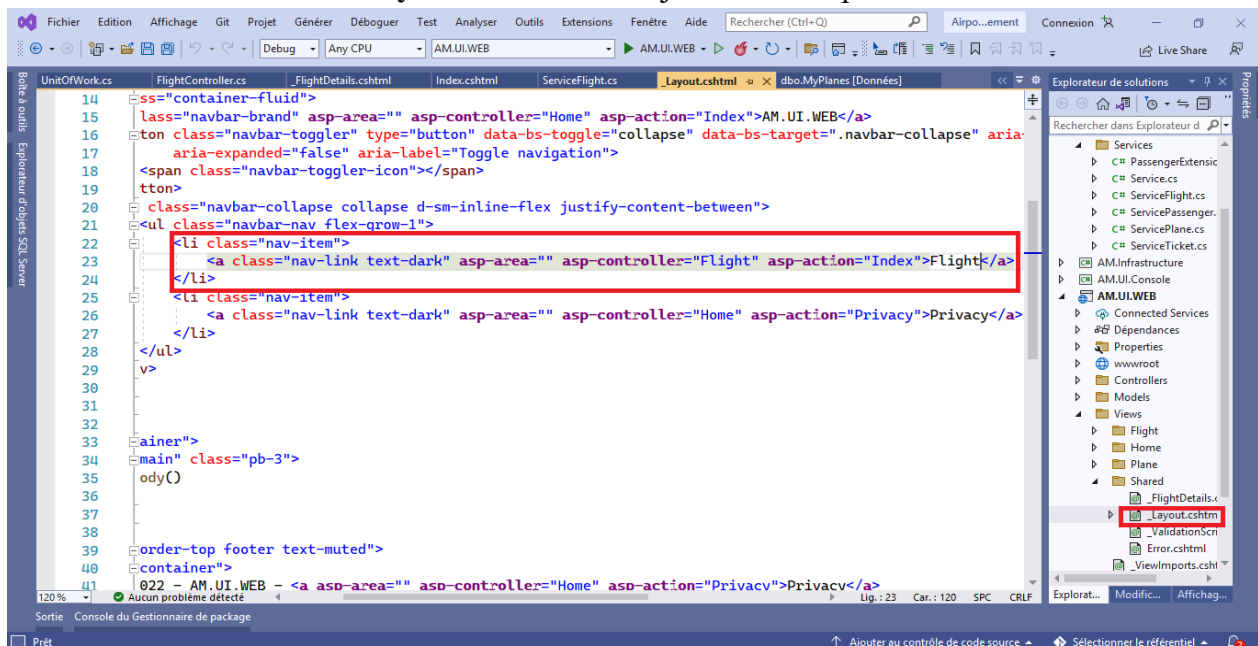 Fichier Edition Affichage Git Projet Générer Déboguer Test Analyser Outils Extensions Fenêtre Aide Rechercher (Ctrl+Q) Airpo...ement Connexion
Debug Any CPU AM.UI.WEB AM.UI.WEB Live Share
UnitOfWork.cs FlightController.cs _FlightDetails.cshtml Index.cshtml ServiceFlight.cs _Layout.cshtml dbo.MyPlanes [Données]
Boîte à outils
Explorateur d'objets SQL Server
14 ss="container-fluid">
15 lass="navbar-brand" asp-area="" asp-controller="Home" asp-action="Index">AM.UI.WEB</a>
16 ton class="navbar-toggler" type="button" data-bs-toggle="collapse" data-bs-target=".navbar-collapse" aria-
17 aria-expanded="false" aria-label="Toggle navigation">
18 <span class="navbar-toggler-icon"></span>
19 tton>
20 class="navbar-collapse collapse d-sm-inline-flex justify-content-between">
21 <ul class="navbar-nav flex-grow-1">
22 <li class="nav-item">
23 <a class="nav-link text-dark" asp-area="" asp-controller="Flight" asp-action="Index">Flight</a>
24 </li>
25 <li class="nav-item">
26 <a class="nav-link text-dark" asp-area="" asp-controller="Home" asp-action="Privacy">Privacy</a>
27 </li>
28 </ul>
29 v>
30
31
32
33 ainer">
34 main" class="pb-3">
35 ody()
36
37
38
39 order-top footer text-muted">
40 container">
41 022 - AM.UI.WEB - <a asp-area="" asp-controller="Home" asp-action="Privacy">Privacy</a>
120 % Aucun problème détecté Lig. : 23 Car. : 120 SPC CRLF
Explorateur de solutions
Rechercher dans Explorateur d
Services
C# PassengerExtensic
C# Service.cs
C# ServiceFlight.cs
C# ServicePassenger.
C# ServicePlane.cs
C# ServiceTicket.cs
AM.Infrastructure
AM.UI.Console
AM.UI.WEB
Connected Services
Dépendances
Properties
wwwroot
Controllers
Models
Views
Flight
Home
Plane
Shared
_FlightDetails.c
_Layout.cshtm
_ValidationScri
Error.cshtml
_ViewImports.csht
Explorat... Modific... Affichag...
Propriétés
Sortie Console du Gestionnaire de package
Prêt Ajouter au contrôle de code source Sélectionner le référentiel 2